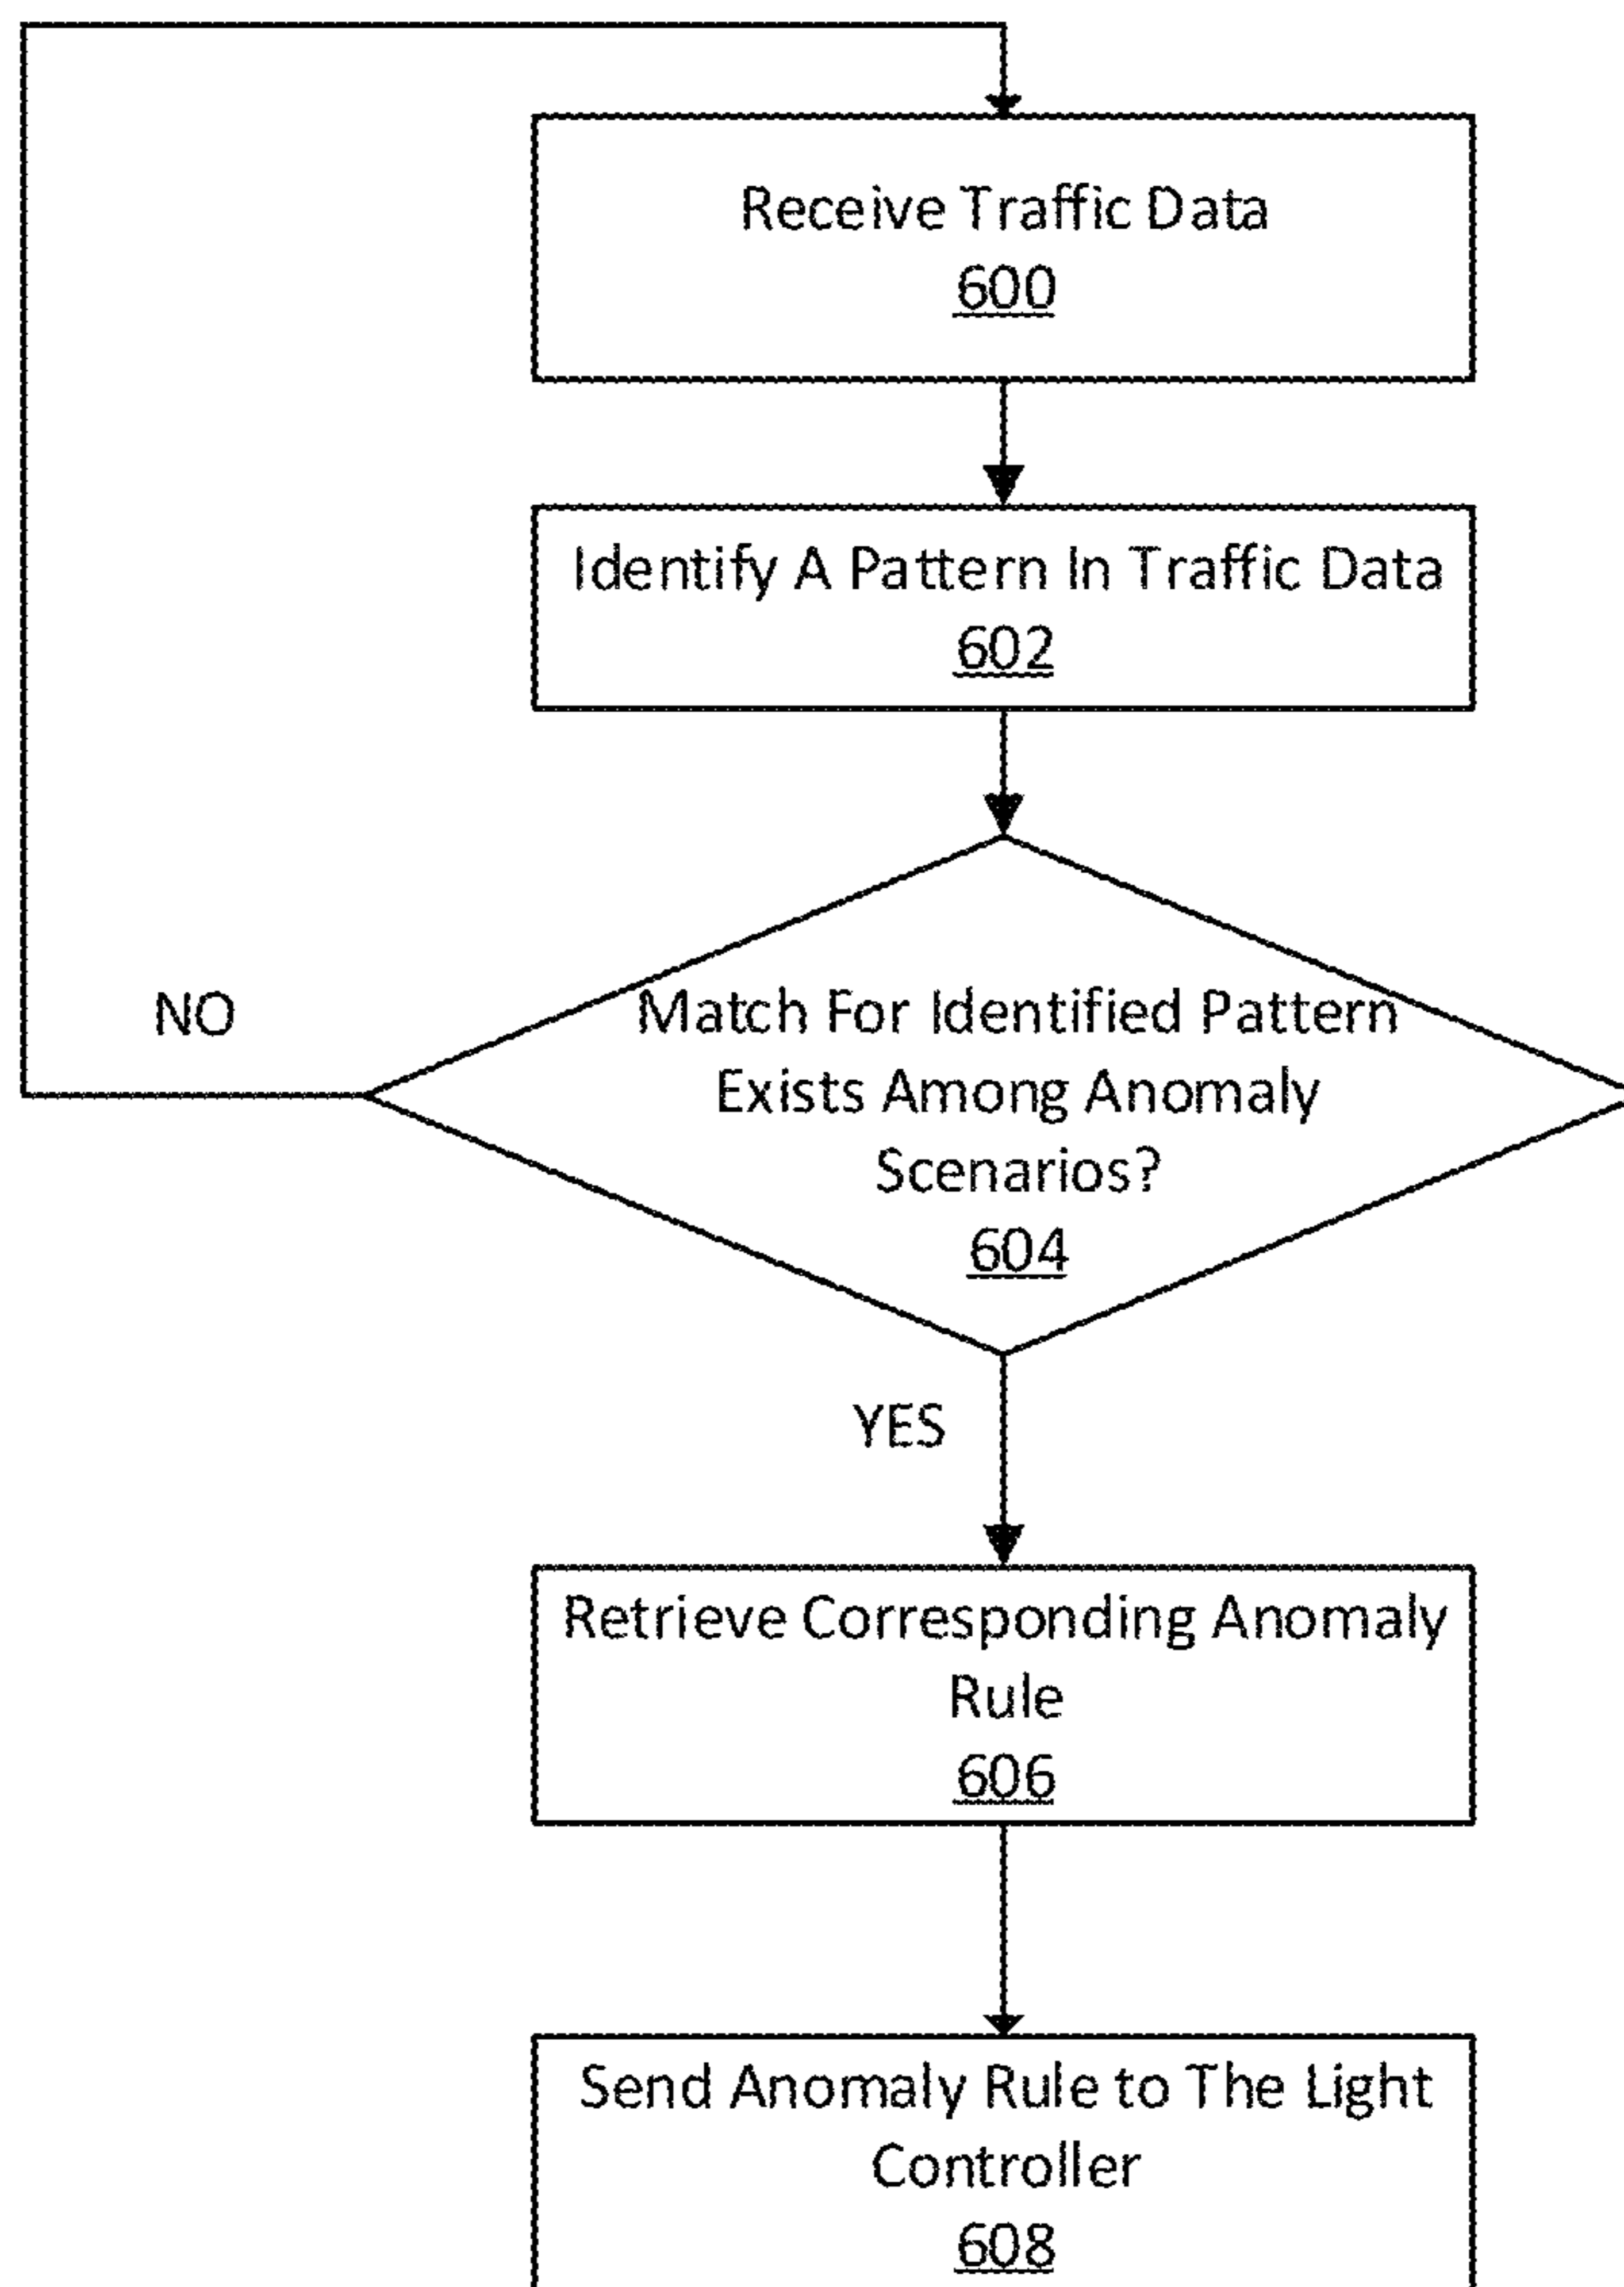 Receive Traffic Data
600
Identify A Pattern In Traffic Data
602
NO
Match For Identified Pattern
Exists Among Anomaly
Scenarios?
604
YES
Retrieve Corresponding Anomaly
Rule
606
Send Anomaly Rule to The Light
Controller
608